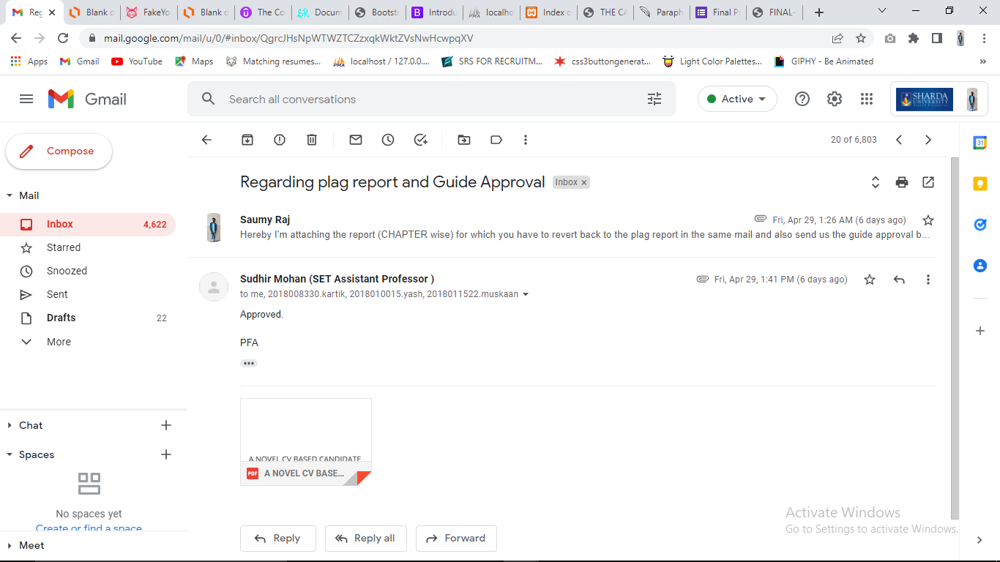 Reg
Blank d
FakeYo
Blank d
The Co
Docum
Bootstr
Introdu
localho
Index o
THE CA
Paraph
Final Pr
FINAL-
mail.google.com/mail/u/0/#inbox/QgrcJHsNpWTWZTCZzxqkWktZVsNwHcwpqXV
Apps
Gmail
YouTube
Maps
Matching resumes...
localhost / 127.0.0....
SRS FOR RECRUITM...
css3buttongenerat...
Light Color Palettes...
GIPHY - Be Animated
»
Gmail
Search all conversations
Active
SHARDA
UNIVERSITY
Compose
20 of 6,803
Mail
Inbox 4,622
Starred
Snoozed
Sent
Drafts 22
More
Chat
Spaces
No spaces yet
Create or find a space
Meet
Regarding plag report and Guide Approval
Inbox ×
Saumy Raj
Fri, Apr 29, 1:26 AM (6 days ago)
Hereby I'm attaching the report (CHAPTER wise) for which you have to revert back to the plag report in the same mail and also send us the guide approval b...
Sudhir Mohan (SET Assistant Professor )
Fri, Apr 29, 1:41 PM (6 days ago)
to me, 2018008330.kartik, 2018010015.yash, 2018011522.muskaan
Approved.
PFA
A NOVEL CV BASED CANDIDATE
PDF A NOVEL CV BASE...
Reply
Reply all
Forward
31
Activate Windows
Go to Settings to activate Windows.